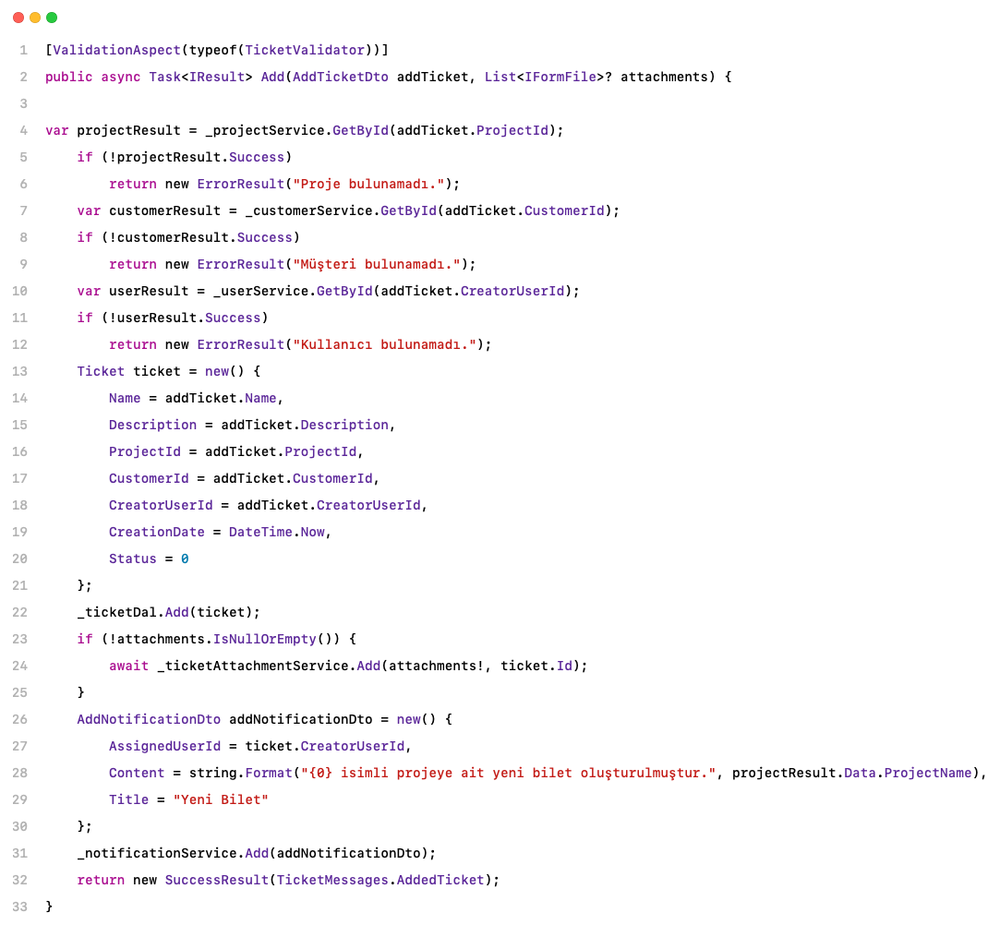 1 [ValidationAspect(typeof(TicketValidator))]
2 public async Task<IResult> Add(AddTicketDto addTicket, List<IFormFile>? attachments) {
3
4 var projectResult = _projectService.GetById(addTicket.ProjectId);
5     if (!projectResult.Success)
6         return new ErrorResult("Proje bulunamadı.");
7     var customerResult = _customerService.GetById(addTicket.CustomerId);
8     if (!customerResult.Success)
9         return new ErrorResult("Müşteri bulunamadı.");
10     var userResult = _userService.GetById(addTicket.CreatorUserId);
11     if (!userResult.Success)
12         return new ErrorResult("Kullanıcı bulunamadı.");
13     Ticket ticket = new() {
14         Name = addTicket.Name,
15         Description = addTicket.Description,
16         ProjectId = addTicket.ProjectId,
17         CustomerId = addTicket.CustomerId,
18         CreatorUserId = addTicket.CreatorUserId,
19         CreationDate = DateTime.Now,
20         Status = 0
21     };
22     _ticketDal.Add(ticket);
23     if (!attachments.IsNullOrEmpty()) {
24         await _ticketAttachmentService.Add(attachments!, ticket.Id);
25     }
26     AddNotificationDto addNotificationDto = new() {
27         AssignedUserId = ticket.CreatorUserId,
28         Content = string.Format("{0} isimli projeye ait yeni bilet oluşturulmuştur.", projectResult.Data.ProjectName),
29         Title = "Yeni Bilet"
30     };
31     _notificationService.Add(addNotificationDto);
32     return new SuccessResult(TicketMessages.AddedTicket);
33 }